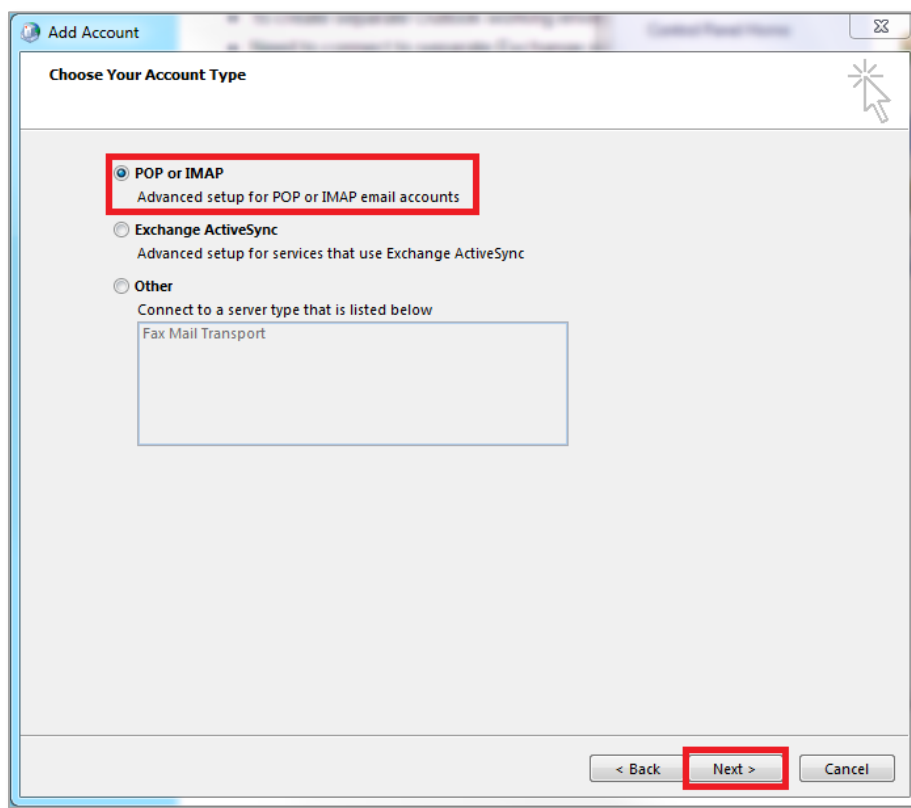 Add Account
Choose Your Account Type
POP or IMAP
Advanced setup for POP or IMAP email accounts
Exchange ActiveSync
Advanced setup for services that use Exchange ActiveSync
Other
Connect to a server type that is listed below
Fax Mail Transport
< Back Next > Cancel